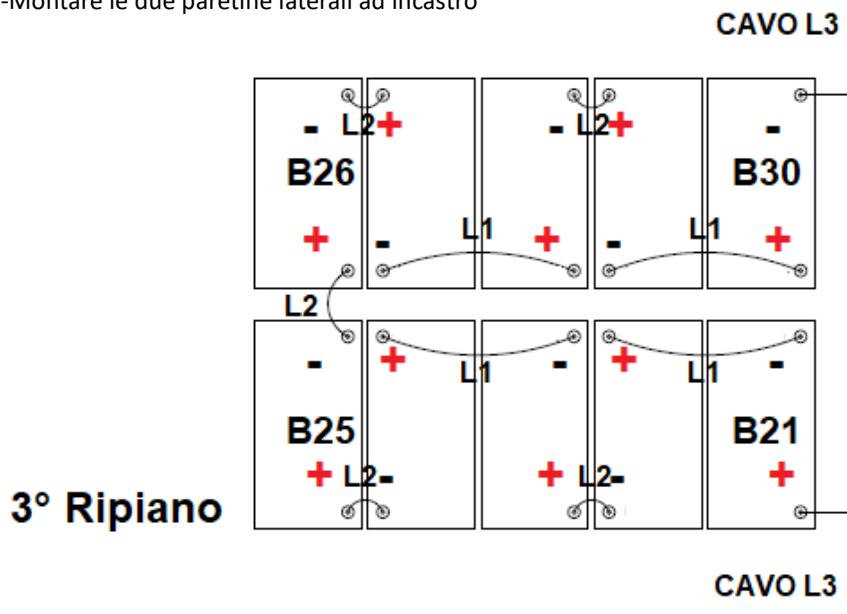 -Montare le due paretine laterali ad incastro
CAVO L3
- L2 + - L2 + -
B26 B30
+ - L1 + - L1 +
L2
- + L1 - + L1 -
B25 B21
+ L2 - + L2 - +
3° Ripiano
CAVO L3